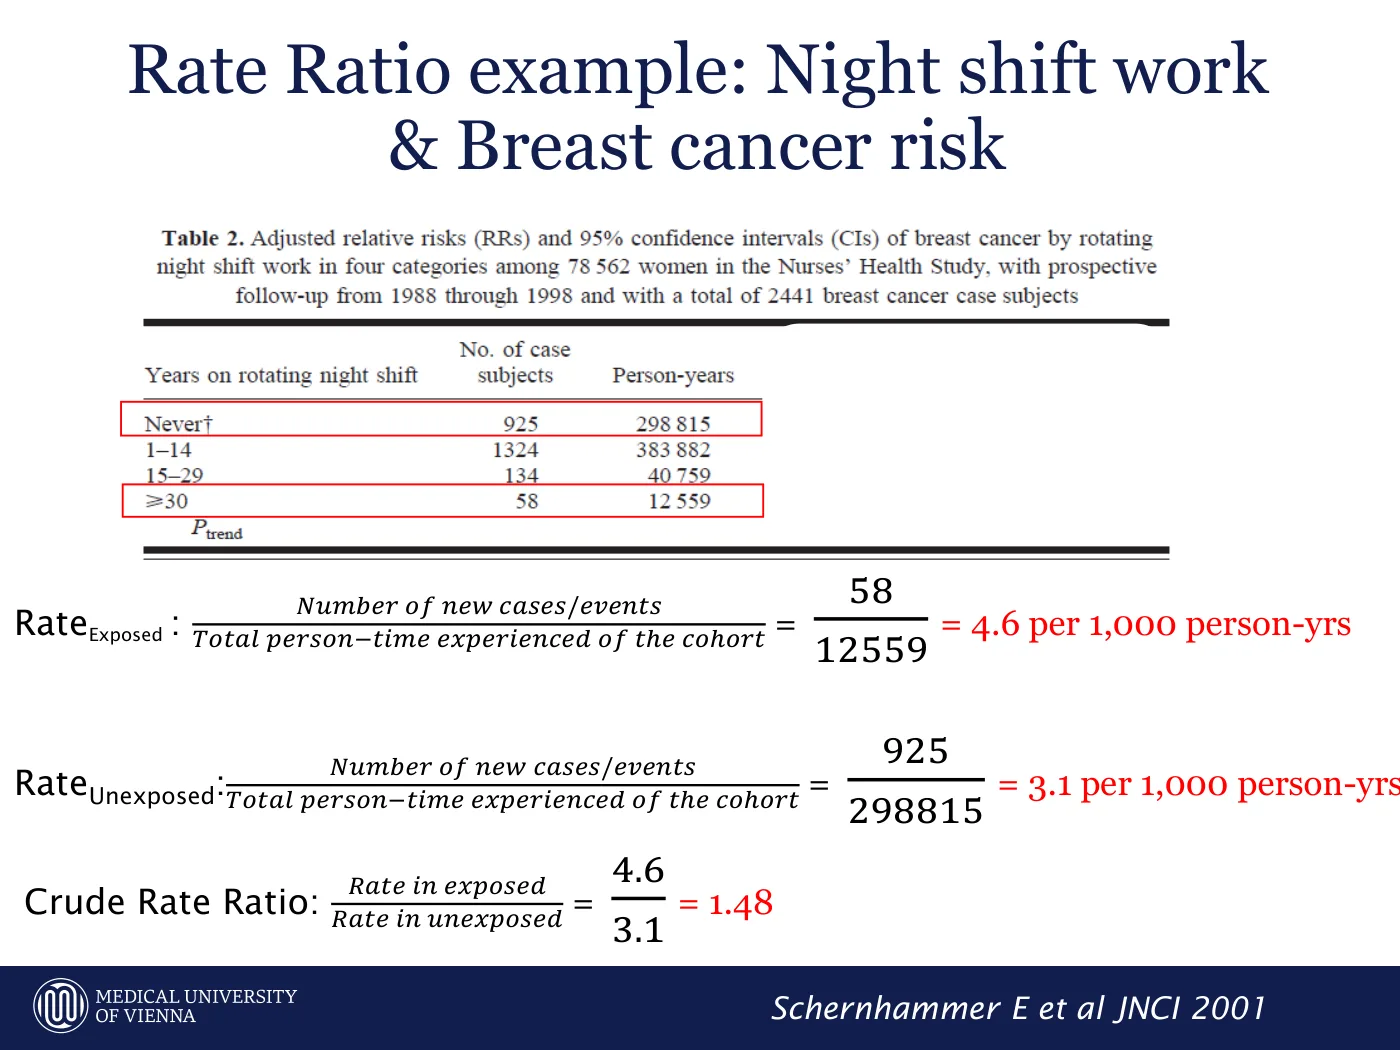 Rate Ratio example: Night shift work
& Breast cancer risk
Table 2. Adjusted relative risks (RRs) and 95% confidence intervals (CIs) of breast cancer by rotating
night shift work in four categories among 78 562 women in the Nurses’ Health Study, with prospective
follow-up from 1988 through 1998 and with a total of 2441 breast cancer case subjects
Years on rotating night shift No. of case subjects Person-years
Never† 925 298 815
1–14 1324 383 882
15–29 134 40 759
⩾30 58 12 559
Ptrend
RateExposed : Number of new cases/events / Total person−time experienced of the cohort = 58 / 12559 = 4.6 per 1,000 person-yrs
RateUnexposed: Number of new cases/events / Total person−time experienced of the cohort = 925 / 298815 = 3.1 per 1,000 person-yrs
Crude Rate Ratio: Rate in exposed / Rate in unexposed = 4.6 / 3.1 = 1.48
MEDICAL UNIVERSITY
OF VIENNA
Schernhammer E et al JNCI 2001